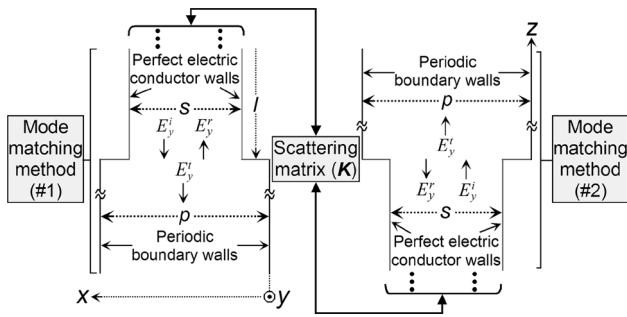 Perfect electric
conductor walls
s
l
E_y^i
E_y^r
E_y^t
Mode
matching
method
(#1)
p
Periodic
boundary walls
x
y
Scattering
matrix (K)
z
Periodic
boundary walls
p
E_y^t
E_y^r
E_y^i
s
Perfect electric
conductor walls
Mode
matching
method
(#2)